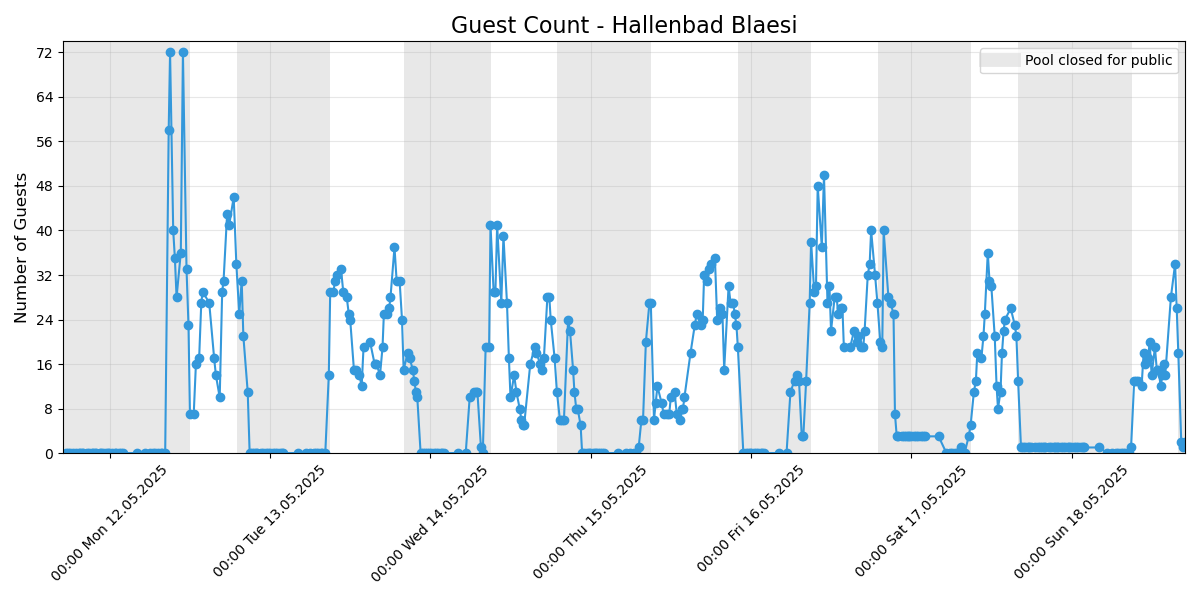 Guest Count - Hallenbad Blaesi
Pool closed for public
Number of Guests
72
64
56
48
40
32
24
16
8
0
00:00 Mon 12.05.2025
00:00 Tue 13.05.2025
00:00 Wed 14.05.2025
00:00 Thu 15.05.2025
00:00 Fri 16.05.2025
00:00 Sat 17.05.2025
00:00 Sun 18.05.2025